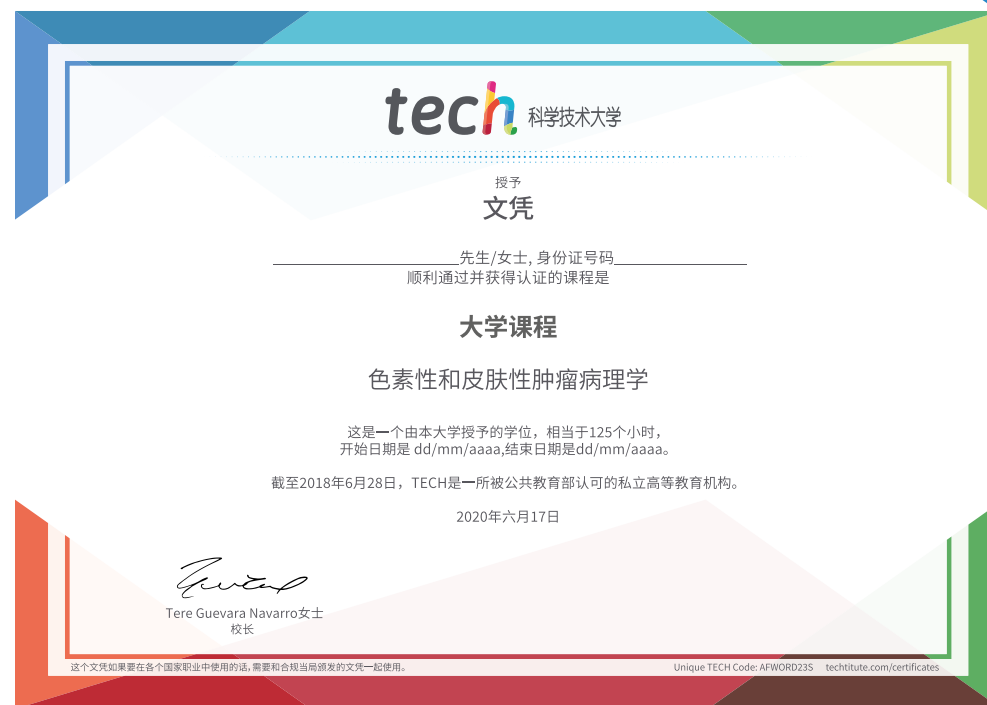 tech 科学技术大学
授予
文凭
先生/女士, 身份证号码
顺利通过并获得认证的课程是
大学课程
色素性和皮肤性肿瘤病理学
这是一个由本大学授予的学位，相当于125个小时，
开始日期是 dd/mm/aaaa,结束日期是dd/mm/aaaa。
截至2018年6月28日，TECH是一所被公共教育部认可的私立高等教育机构。
2020年六月17日
Tere Guevara Navarro女士
校长
这个文凭如果要在各个国家职业中使用的话,需要和合规当局颁发的文凭一起使用。
Unique TECH Code: AFWORD23S techtitute.com/certificates